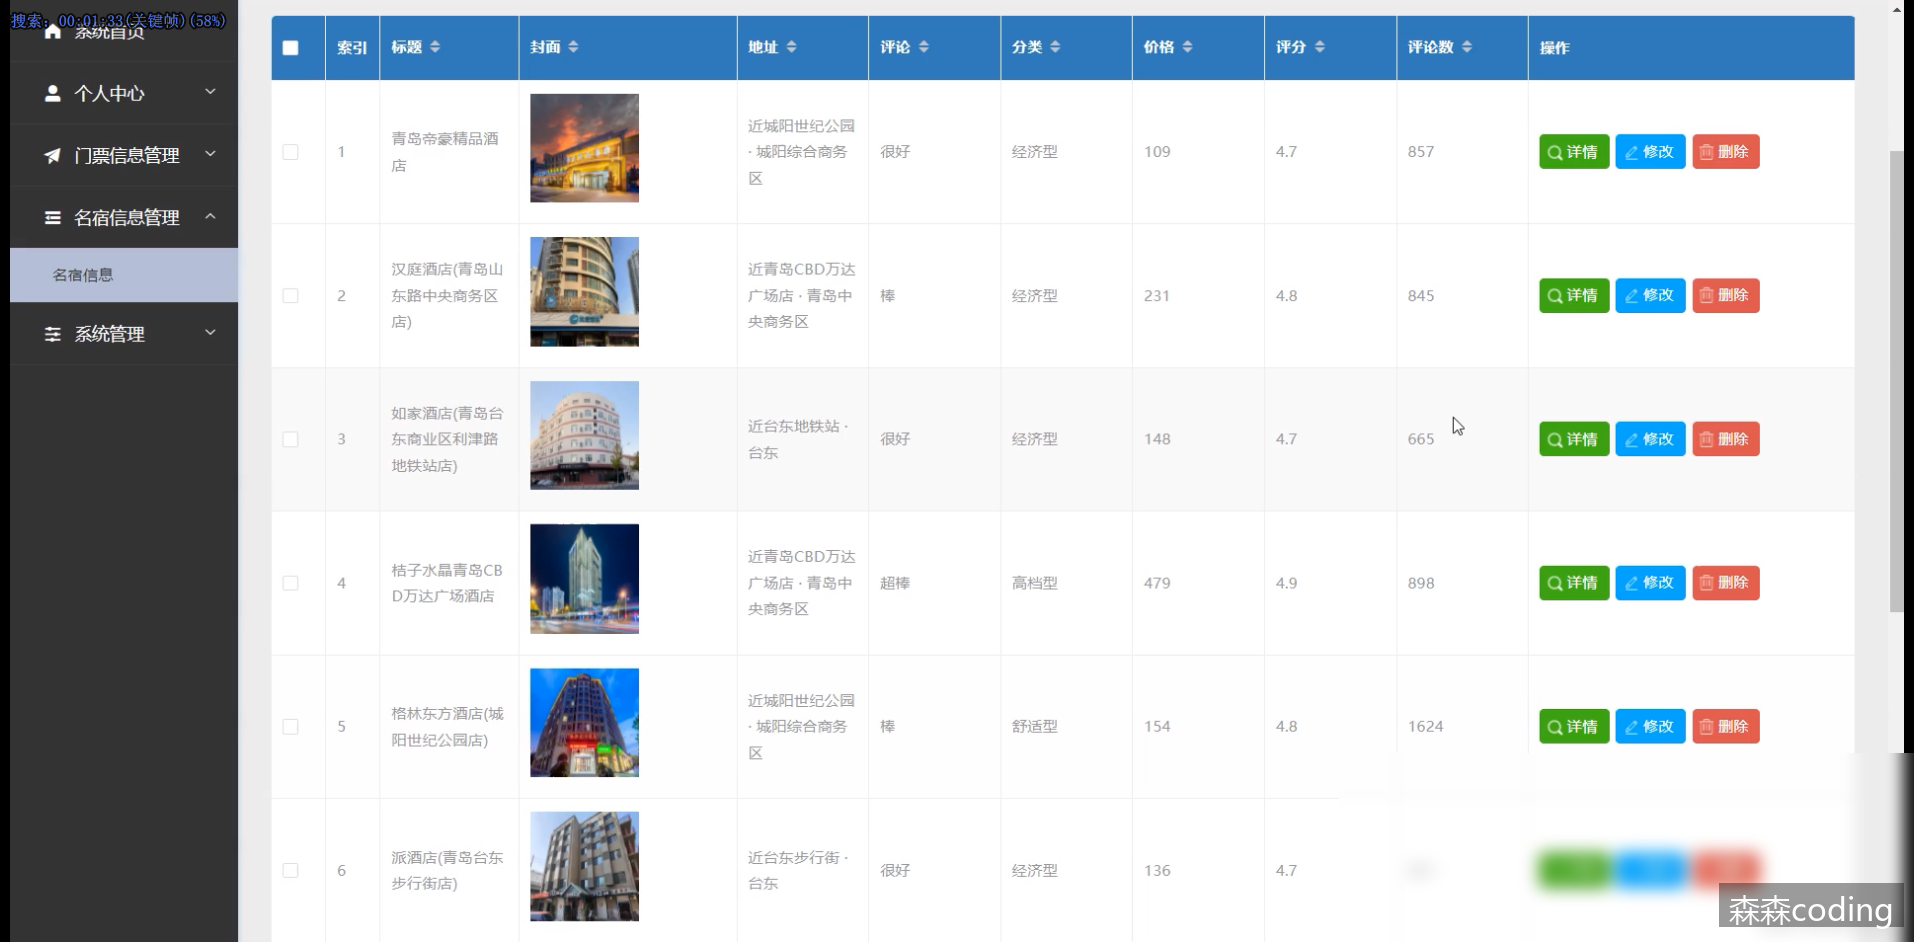 搜索: 00:01:33(关键帧)(58%)
系统首页
个人中心
门票信息管理
名宿信息管理
名宿信息
系统管理
索引 标题 封面 地址 评论 分类 价格 评分 评论数 操作
1 青岛帝豪精品酒店 近城阳世纪公园 · 城阳综合商务区 很好 经济型 109 4.7 857 详情 修改 删除
2 汉庭酒店(青岛山东路中央商务区店) 近青岛CBD万达广场店 · 青岛中央商务区 棒 经济型 231 4.8 845 详情 修改 删除
3 如家酒店(青岛台东商业区利津路地铁站店) 近台东地铁站 · 台东 很好 经济型 148 4.7 665 详情 修改 删除
4 桔子水晶青岛CBD万达广场酒店 近青岛CBD万达广场店 · 青岛中央商务区 超棒 高档型 479 4.9 898 详情 修改 删除
5 格林东方酒店(城阳世纪公园店) 近城阳世纪公园 · 城阳综合商务区 棒 舒适型 154 4.8 1624 详情 修改 删除
6 派酒店(青岛台东步行街店) 近台东步行街 · 台东 很好 经济型 136 4.7
森森coding